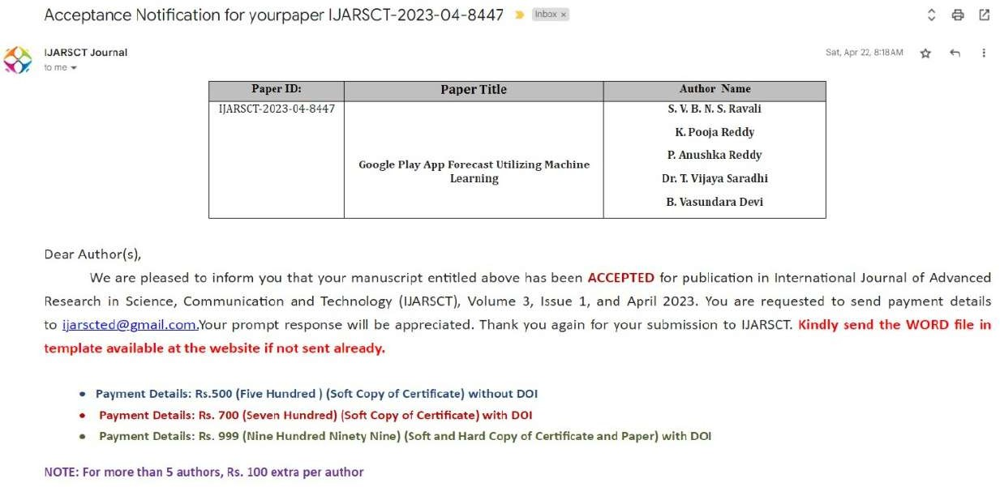 Acceptance Notification for yourpaper IJARSCT-2023-04-8447 Inbox ×
IJARSCT Journal
Sat, Apr 22, 8:18AM
to me
Paper ID: Paper Title Author Name
IJARSCT-2023-04-8447
Google Play App Forecast Utilizing Machine
Learning
S. V. B. N. S. Ravali
K. Pooja Reddy
P. Anushka Reddy
Dr. T. Vijaya Saradhi
B. Vasundara Devi
Dear Author(s),
We are pleased to inform you that your manuscript entitled above has been ACCEPTED for publication in International Journal of Advanced
Research in Science, Communication and Technology (IJARSCT), Volume 3, Issue 1, and April 2023. You are requested to send payment details
to ijarscted@gmail.com.Your prompt response will be appreciated. Thank you again for your submission to IJARSCT. Kindly send the WORD file in
template available at the website if not sent already.
• Payment Details: Rs.500 (Five Hundred ) (Soft Copy of Certificate) without DOI
• Payment Details: Rs. 700 (Seven Hundred) (Soft Copy of Certificate) with DOI
• Payment Details: Rs. 999 (Nine Hundred Ninety Nine) (Soft and Hard Copy of Certificate and Paper) with DOI
NOTE: For more than 5 authors, Rs. 100 extra per author